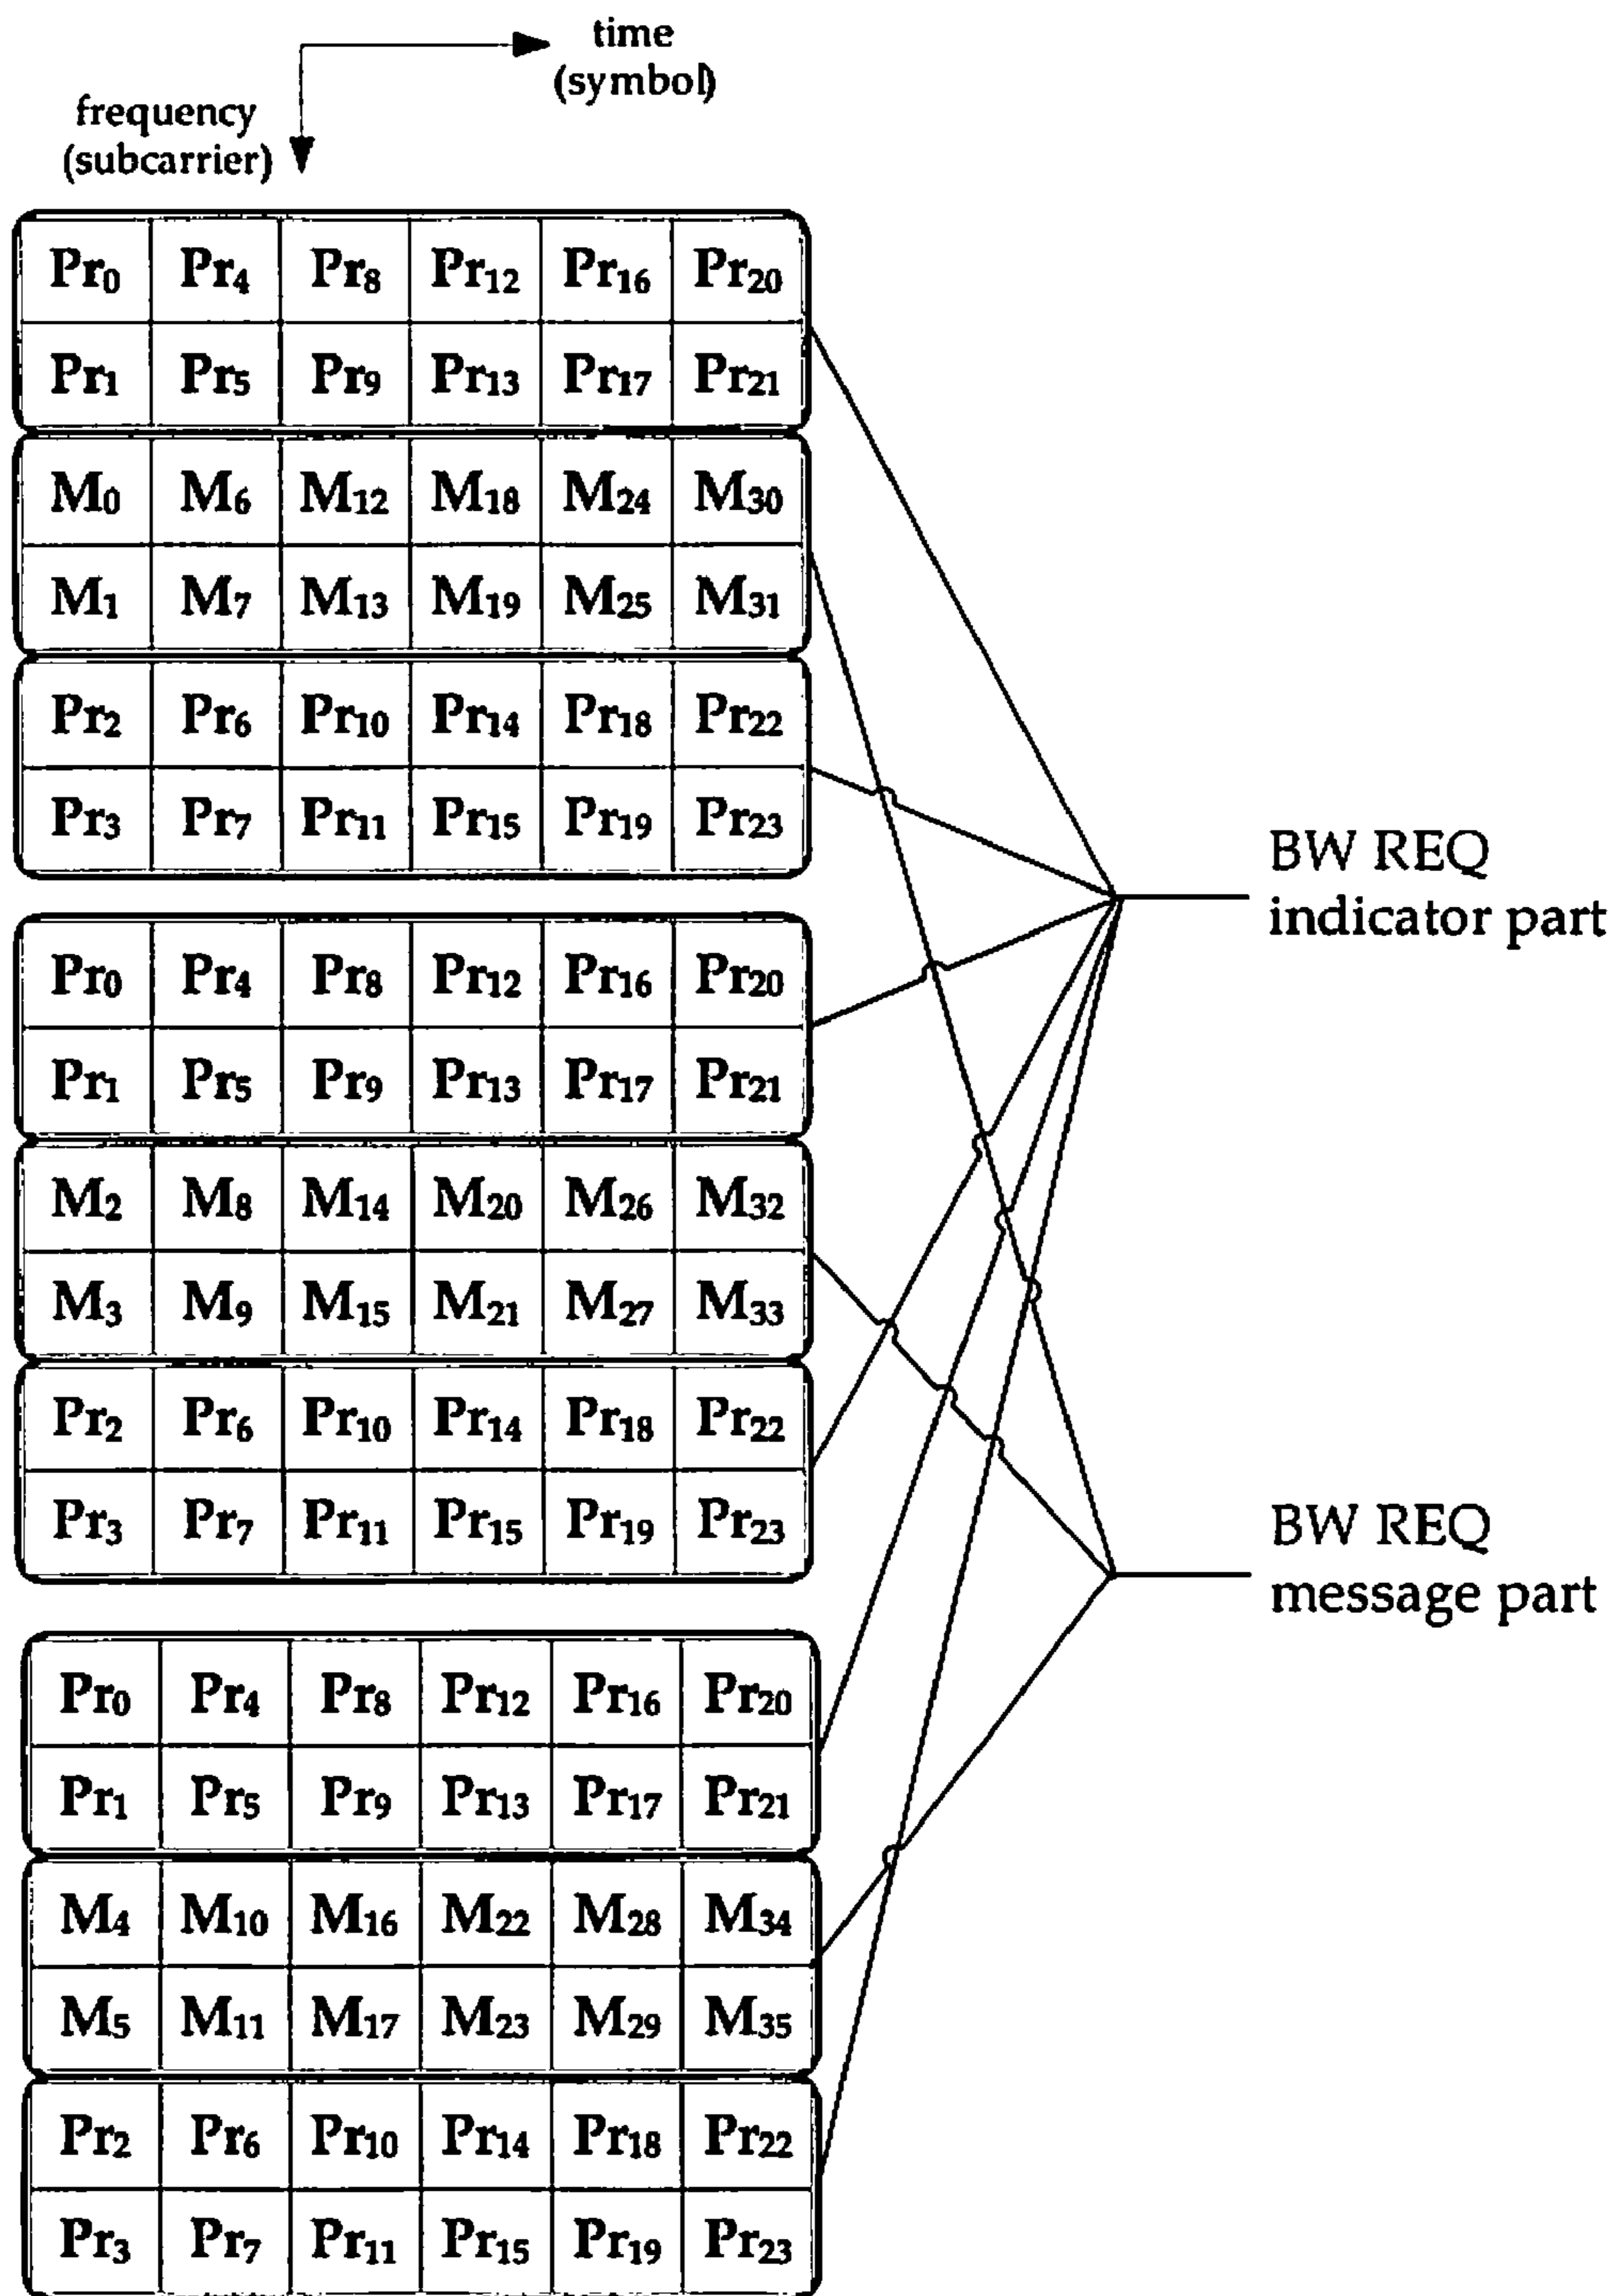 time
(symbol)
frequency
(subcarrier)
Pr0 Pr4 Pr8 Pr12 Pr16 Pr20
Pr1 Pr5 Pr9 Pr13 Pr17 Pr21
M0 M6 M12 M18 M24 M30
M1 M7 M13 M19 M25 M31
Pr2 Pr6 Pr10 Pr14 Pr18 Pr22
Pr3 Pr7 Pr11 Pr15 Pr19 Pr23
BW REQ
indicator part
Pr0 Pr4 Pr8 Pr12 Pr16 Pr20
Pr1 Pr5 Pr9 Pr13 Pr17 Pr21
M2 M8 M14 M20 M26 M32
M3 M9 M15 M21 M27 M33
Pr2 Pr6 Pr10 Pr14 Pr18 Pr22
Pr3 Pr7 Pr11 Pr15 Pr19 Pr23
BW REQ
message part
Pr0 Pr4 Pr8 Pr12 Pr16 Pr20
Pr1 Pr5 Pr9 Pr13 Pr17 Pr21
M4 M10 M16 M22 M28 M34
M5 M11 M17 M23 M29 M35
Pr2 Pr6 Pr10 Pr14 Pr18 Pr22
Pr3 Pr7 Pr11 Pr15 Pr19 Pr23